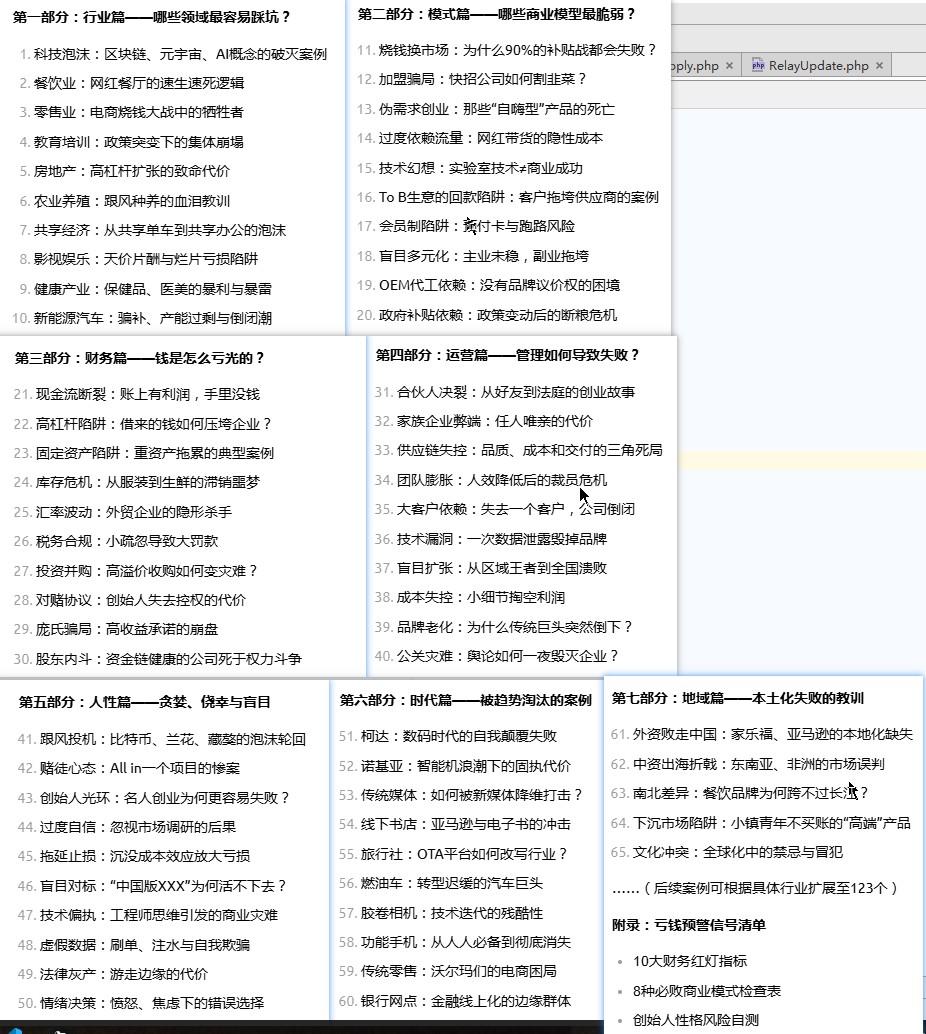 第一部分：行业篇——哪些领域最容易踩坑？
1. 科技泡沫：区块链、元宇宙、AI概念的破灭案例
2. 餐饮业：网红餐厅的速生速死逻辑
3. 零售业：电商烧钱大战中的牺牲者
4. 教育培训：政策突变下的集体崩塌
5. 房地产：高杠杆扩张的致命代价
6. 农业养殖：跟风种养的血泪教训
7. 共享经济：从共享单车到共享办公的泡沫
8. 影视娱乐：天价片酬与烂片亏损陷阱
9. 健康产业：保健品、医美的暴利与暴雷
10. 新能源汽车：骗补、产能过剩与倒闭潮
第二部分：模式篇——哪些商业模型最脆弱？
11. 烧钱换市场：为什么90%的补贴战都会失败？
12. 加盟骗局：快招公司如何割韭菜？
13. 伪需求创业：那些“自嗨型”产品的死亡
14. 过度依赖流量：网红带货的隐性成本
15. 技术幻想：实验室技术≠商业成功
16. To B生意的回款陷阱：客户拖垮供应商的案例
17. 会员制陷阱：付卡与跑路风险
18. 盲目多元化：主业未稳，副业拖垮
19. OEM代工依赖：没有品牌议价权的困境
20. 政府补贴依赖：政策变动后的断粮危机
ply.php
RelayUpdate.php
第三部分：财务篇——钱是怎么亏光的？
21. 现金流断裂：账上有利润，手里没钱
22. 高杠杆陷阱：借来的钱如何压垮企业？
23. 固定资产陷阱：重资产拖累的典型案例
24. 库存危机：从服装到生鲜的滞销噩梦
25. 汇率波动：外贸企业的隐形杀手
26. 税务合规：小疏忽导致大罚款
27. 投资并购：高溢价收购如何变灾难？
28. 对赌协议：创始人失去控权的代价
29. 庞氏骗局：高收益承诺的崩盘
30. 股东内斗：资金链健康的公司死于权力斗争
第四部分：运营篇——管理如何导致失败？
31. 合伙人决裂：从好友到法庭的创业故事
32. 家族企业弊端：任人唯亲的代价
33. 供应链失控：品质、成本和交付的三角死局
34. 团队膨胀：人效降低后的裁员危机
35. 大客户依赖：失去一个客户，公司倒闭
36. 技术漏洞：一次数据泄露毁掉品牌
37. 盲目扩张：从区域王者到全国溃败
38. 成本失控：小细节掏空利润
39. 品牌老化：为什么传统巨头突然倒下？
40. 公关灾难：舆论如何一夜毁灭企业？
第五部分：人性篇——贪婪、侥幸与盲目
41. 跟风投机：比特币、兰花、藏獒的泡沫轮回
42. 赌徒心态：All in一个项目的惨案
43. 创始人光环：名人创业为何更容易失败？
44. 过度自信：忽视市场调研的后果
45. 拖延止损：沉没成本效应放大亏损
46. 盲目对标：“中国版XXX”为何活不下去？
47. 技术偏执：工程师思维引发的商业灾难
48. 虚假数据：刷单、注水与自我欺骗
49. 法律灰产：游走边缘的代价
50. 情绪决策：愤怒、焦虑下的错误选择
第六部分：时代篇——被趋势淘汰的案例
51. 柯达：数码时代的自我颠覆失败
52. 诺基亚：智能机浪潮下的固执代价
53. 传统媒体：如何被新媒体降维打击？
54. 线下书店：亚马逊与电子书的冲击
55. 旅行社：OTA平台如何改写行业？
56. 燃油车：转型迟缓的汽车巨头
57. 胶卷相机：技术迭代的残酷性
58. 功能手机：从人人必备到彻底消失
59. 传统零售：沃尔玛们的电商困局
60. 银行网点：金融线上化的边缘群体
第七部分：地域篇——本土化失败的教训
61. 外资败走中国：家乐福、亚马逊的本地化缺失
62. 中资出海折戟：东南亚、非洲的市场误判
63. 南北差异：餐饮品牌为何跨不过长江？
64. 下沉市场陷阱：小镇青年不买账的“高端”产品
65. 文化冲突：全球化中的禁忌与冒犯
……（后续案例可根据具体行业扩展至123个）
附录：亏钱预警信号清单
• 10大财务红灯指标
• 8种必败商业模式检查表
• 创始人性格风险自测